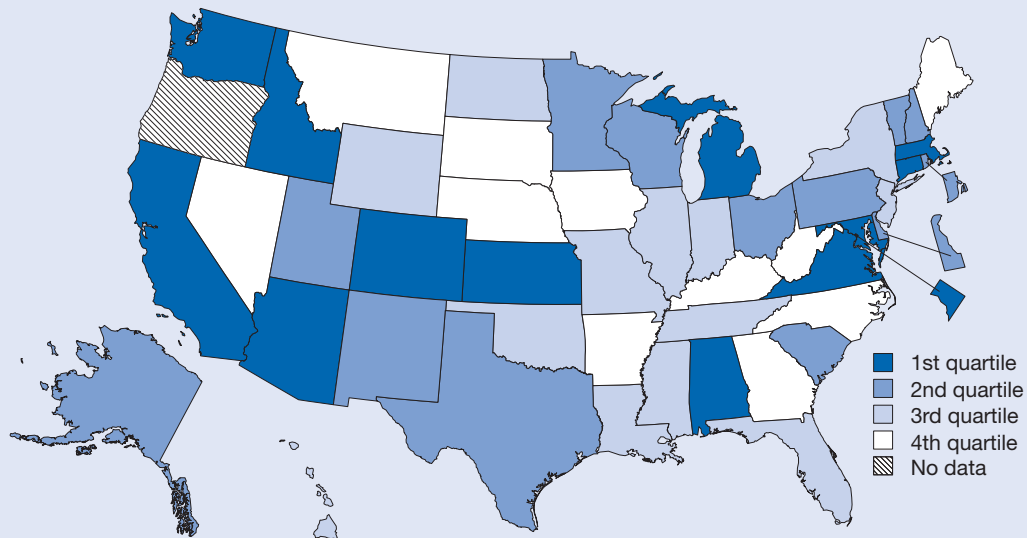 1st quartile
2nd quartile
3rd quartile
4th quartile
No data